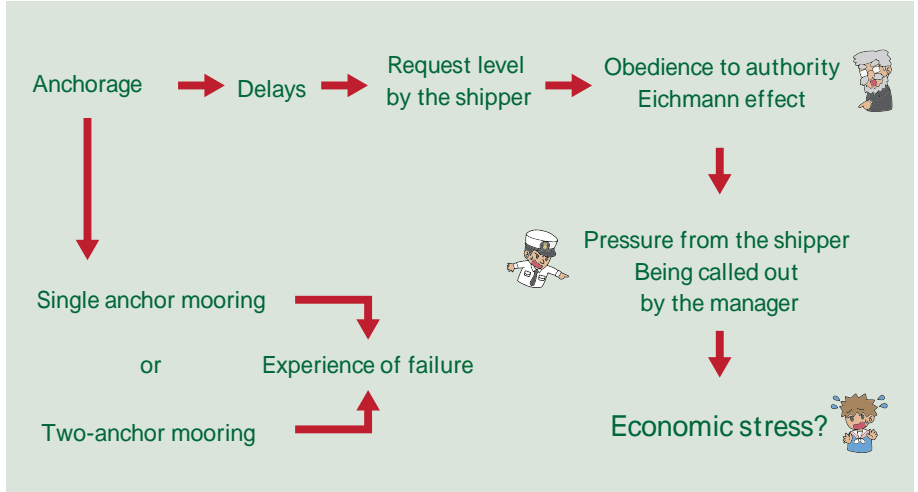 Anchorage
Delays
Request level
by the shipper
Obedience to authority
Eichmann effect
Pressure from the shipper
Being called out
by the manager
Single anchor mooring
or
Experience of failure
Two-anchor mooring
Economic stress?